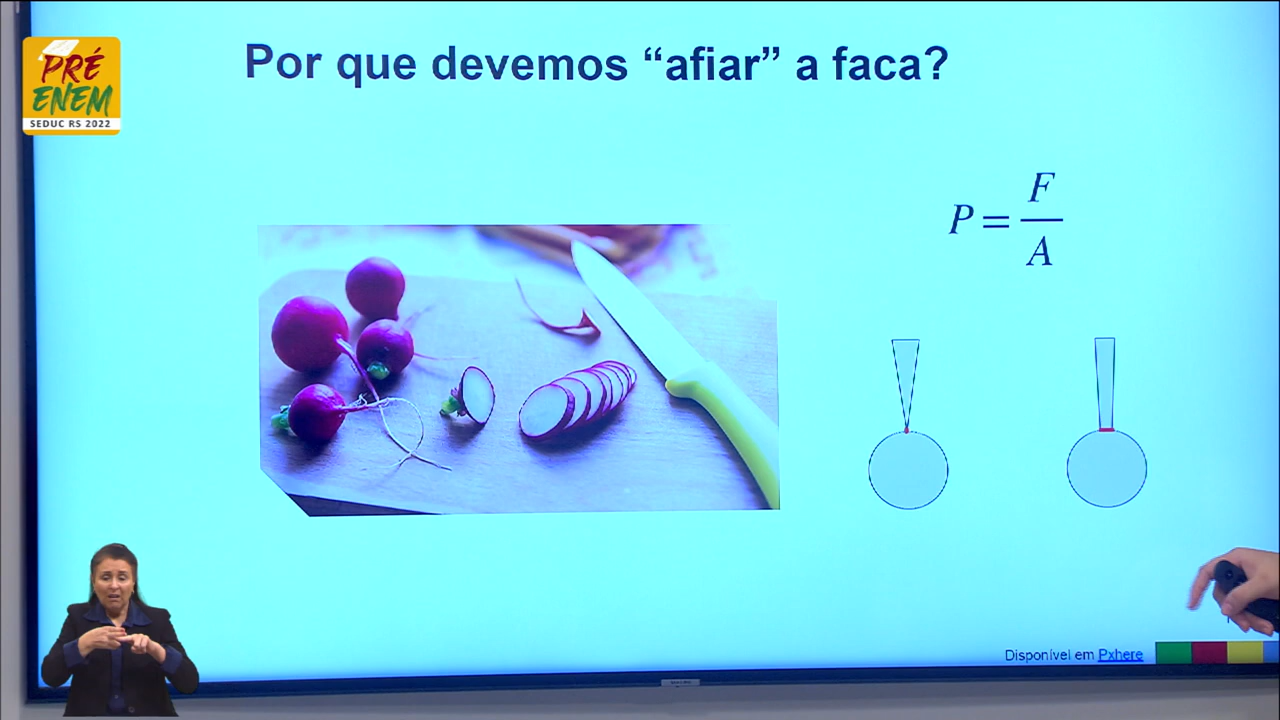 PRÉ
ENEM
SEDUC RS 2022
Por que devemos “afiar” a faca?
P = F / A
Disponível em Pxhere